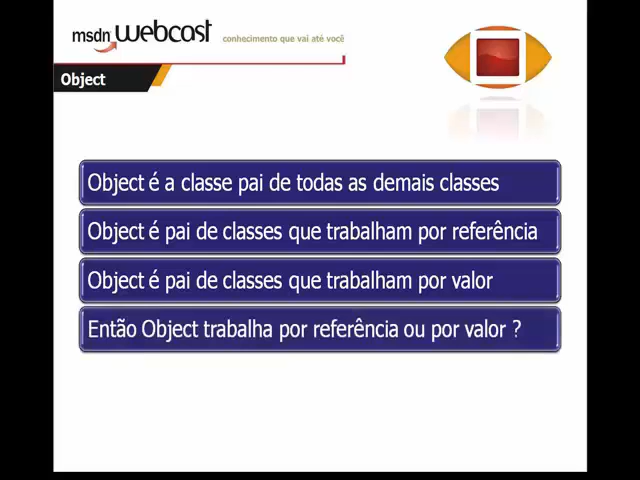 msdn webcast
conhecimento que vai até você
Object
Object é a classe pai de todas as demais classes
Object é pai de classes que trabalham por referência
Object é pai de classes que trabalham por valor
Então Object trabalha por referência ou por valor ?